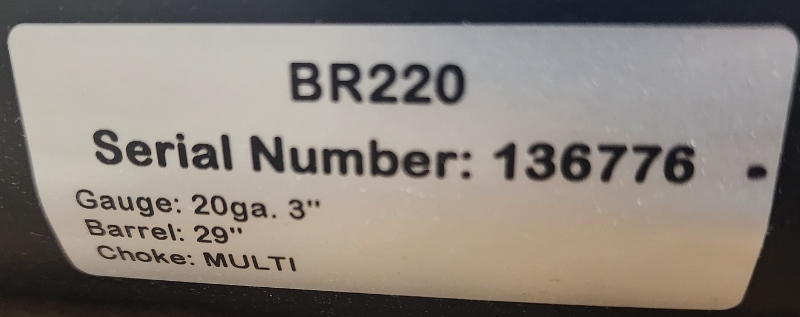 BR220
Serial Number: 136776 -
Gauge: 20ga. 3"
Barrel: 29"
Choke: MULTI